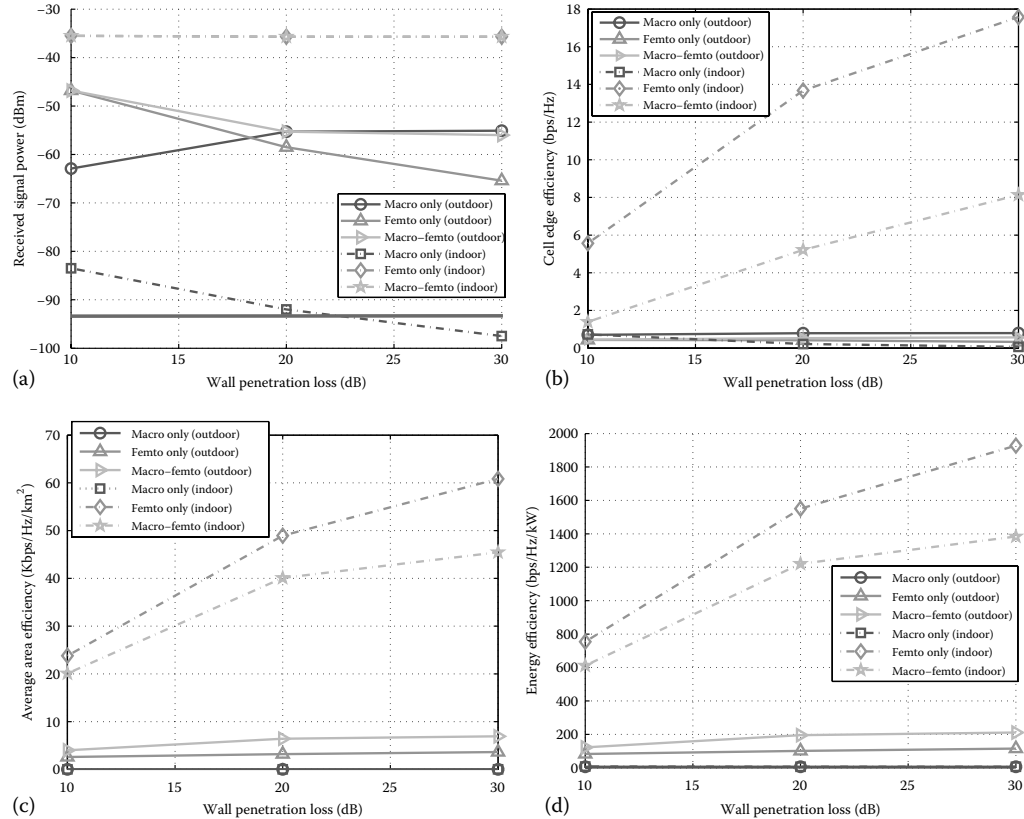 −30
−40
−50
−60
−70
−80
−90
−100
Received signal power (dBm)
Macro only (outdoor)
Femto only (outdoor)
Macro–femto (outdoor)
Macro only (indoor)
Femto only (indoor)
Macro–femto (indoor)
10 15 20 25 30
Wall penetration loss (dB)
(a)
18
16
14
12
10
8
6
4
2
0
Cell edge efficiency (bps/Hz)
Macro only (outdoor)
Femto only (outdoor)
Macro–femto (outdoor)
Macro only (indoor)
Femto only (indoor)
Macro–femto (indoor)
10 15 20 25 30
Wall penetration loss (dB)
(b)
70
60
50
40
30
20
10
0
Average area efficiency (Kbps/Hz/km²)
Macro only (outdoor)
Femto only (outdoor)
Macro–femto (outdoor)
Macro only (indoor)
Femto only (indoor)
Macro–femto (indoor)
10 15 20 25 30
Wall penetration loss (dB)
(c)
2000
1800
1600
1400
1200
1000
800
600
400
200
0
Energy efficiency (bps/Hz/kW)
Macro only (outdoor)
Femto only (outdoor)
Macro–femto (outdoor)
Macro only (indoor)
Femto only (indoor)
Macro–femto (indoor)
10 15 20 25 30
Wall penetration loss (dB)
(d)